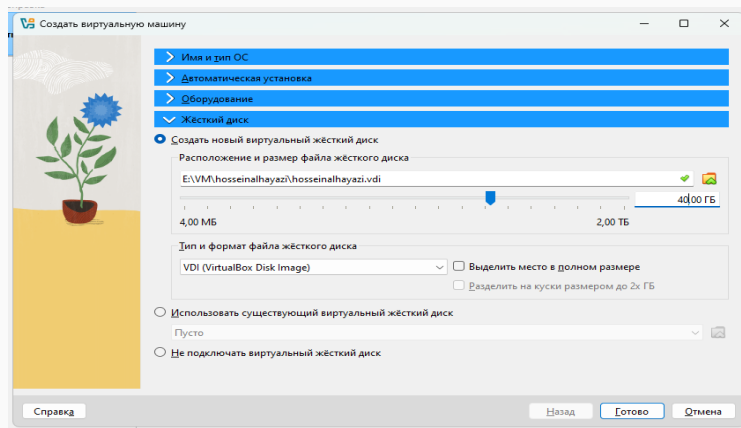 Создать виртуальную машину
Имя и тип ОС
Автоматическая установка
Оборудование
Жёсткий диск
Создать новый виртуальный жёсткий диск
Расположение и размер файла жёсткого диска
E:\VM\hosseinalhayazi\hosseinalhayazi.vdi
40,00 ГБ
4,00 МБ 2,00 ТБ
Тип и формат файла жёсткого диска
VDI (VirtualBox Disk Image) Выделить место в полном размере
Разделить на куски размером до 2х ГБ
Использовать существующий виртуальный жёсткий диск
Пусто
Не подключать виртуальный жёсткий диск
Справка Назад Готово Отмена